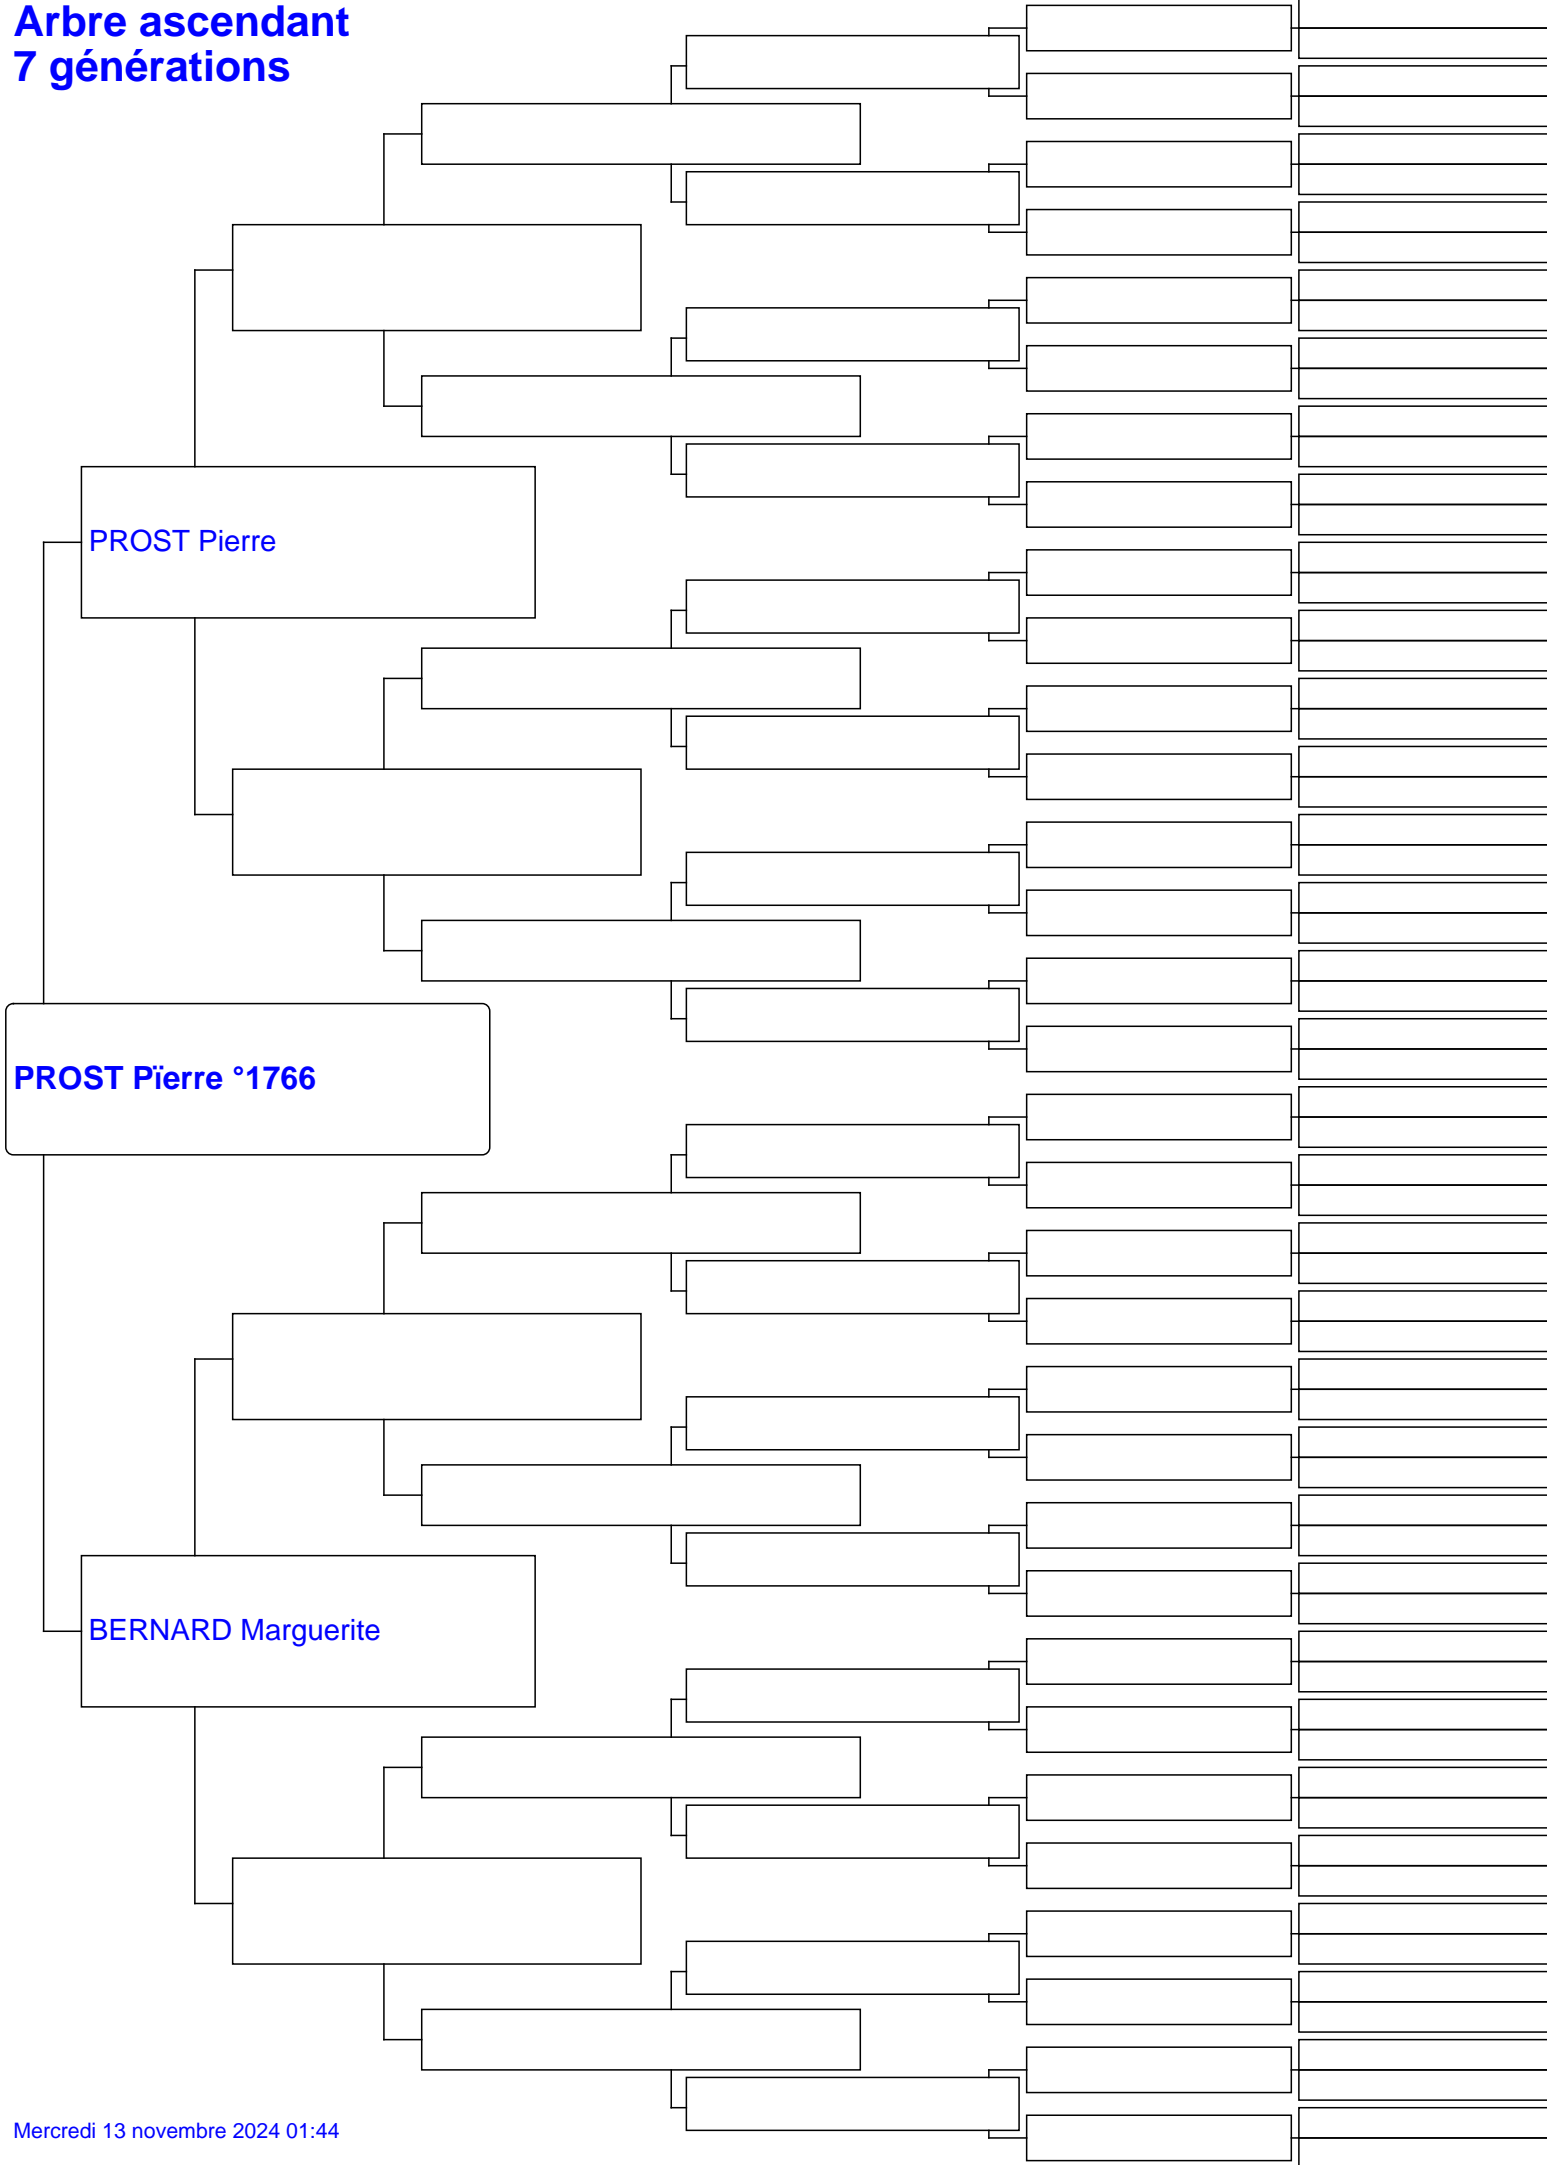 Arbre ascendant
7 générations
PROST Pierre
PROST Pïerre °1766
BERNARD Marguerite
Mercredi 13 novembre 2024 01:44